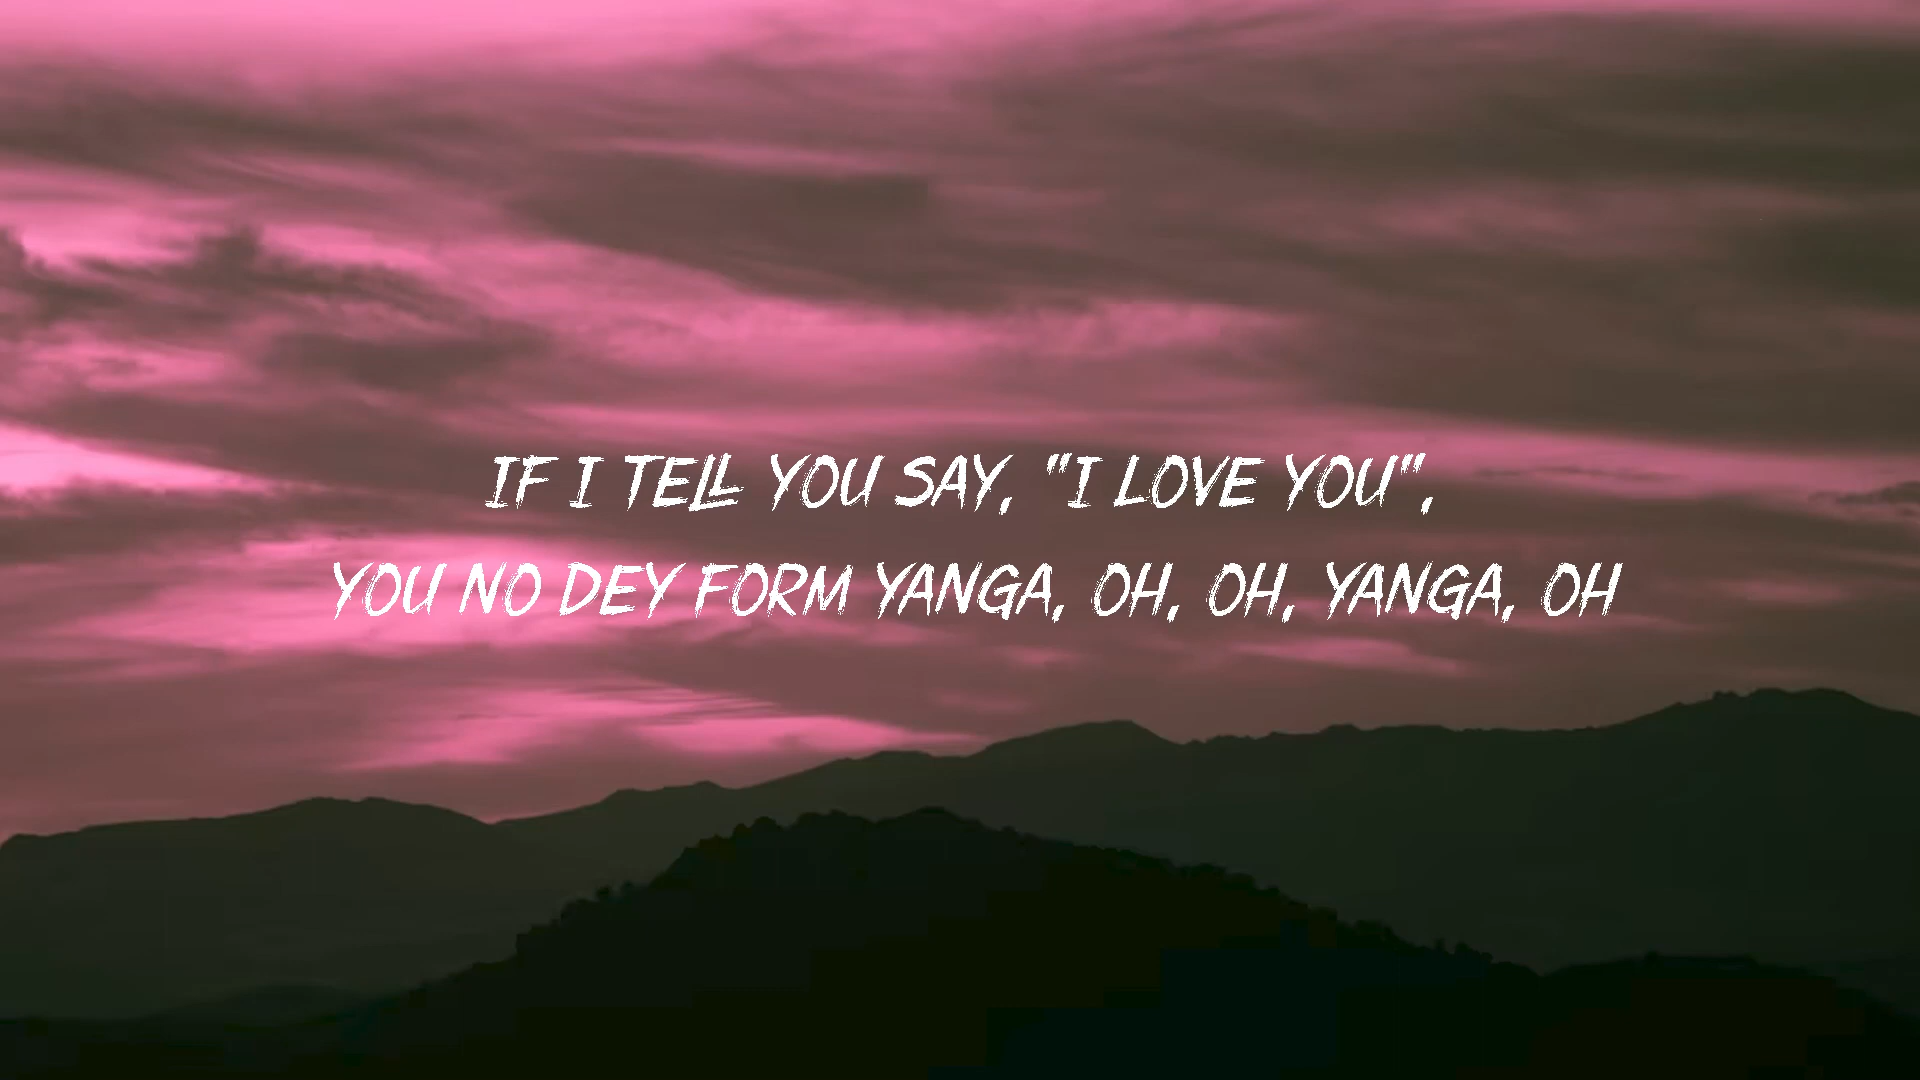 IF I TELL YOU SAY, "I LOVE YOU",
YOU NO DEY FORM YANGA, OH, OH, YANGA, OH